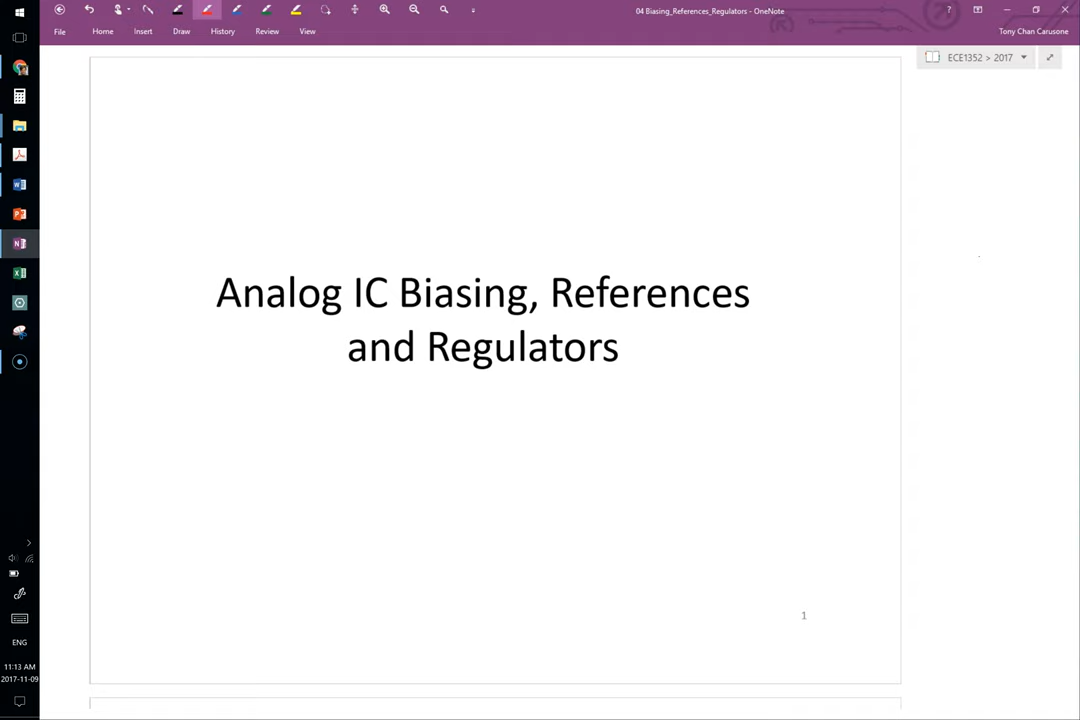 04 Biasing_References_Regulators - OneNote
?
File
Home
Insert
Draw
History
Review
View
Tony Chan Carusone
ECE1352 > 2017
Analog IC Biasing, References
and Regulators
1
ENG
11:13 AM
2017-11-09